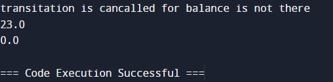 transitation is cancalled for balance is not there
23.0
0.0
=== Code Execution Successful ===